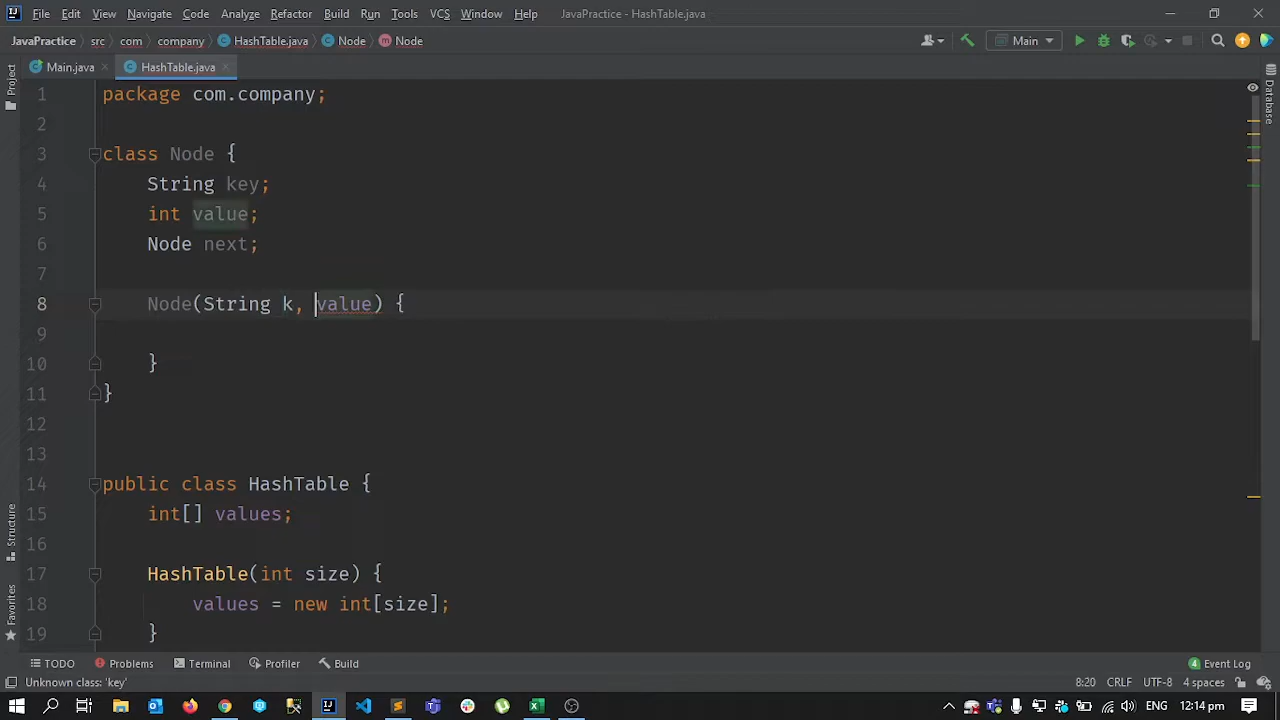 File Edit View Navigate Code Analyze Refactor Build Run Tools VCS Window Help JavaPractice - HashTable.java
JavaPractice src com company HashTable.java Node Node Main
Main.java HashTable.java
Project
Database
1 package com.company;
2
3 class Node {
4 String key;
5 int value;
6 Node next;
7
8 Node(String k, value) {
9
10 }
11 }
12
13
14 public class HashTable {
15 int[] values;
16
17 HashTable(int size) {
18 values = new int[size];
19 }
Structure
Favorites
TODO Problems Terminal Profiler Build 4 Event Log
Unknown class: 'key' 8:20 CRLF UTF-8 4 spaces
ENG 12:14 pm